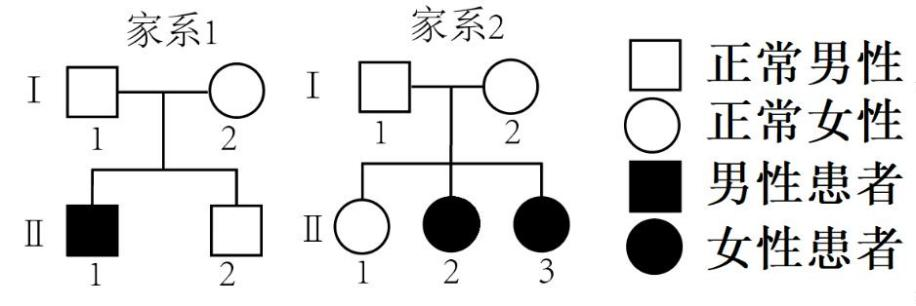 家系1 家系2
Ⅰ Ⅰ 正常男性
1 2 1 2 正常女性
男性患者
Ⅱ Ⅱ 女性患者
1 2 1 2 3